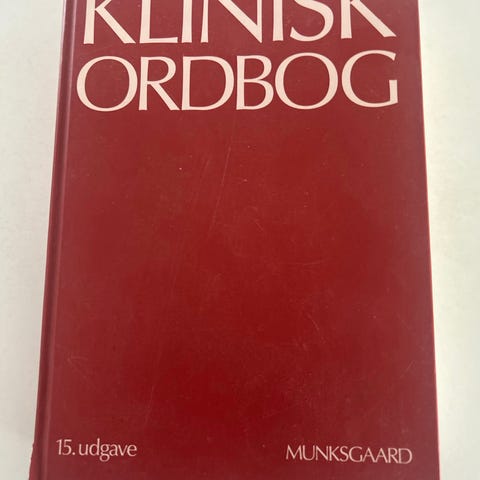 KLINISK
ORDBOG
15. udgave
MUNKSGAARD